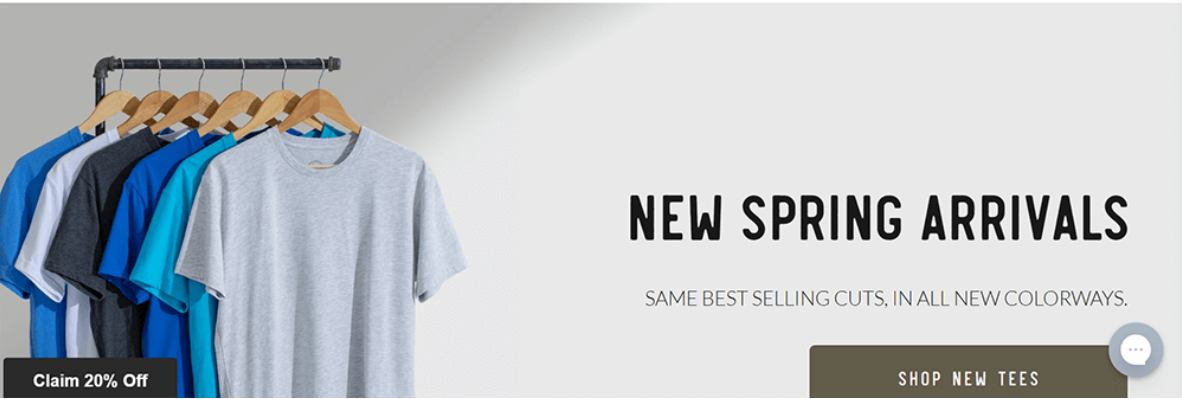 NEW SPRING ARRIVALS
SAME BEST SELLING CUTS, IN ALL NEW COLORWAYS.
SHOP NEW TEES
Claim 20% Off